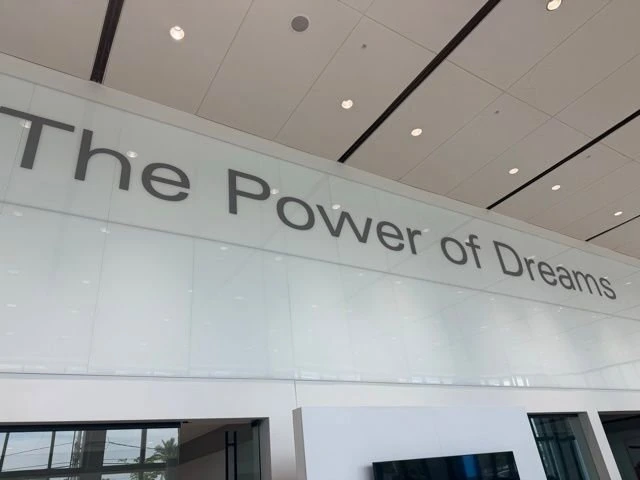 The Power of Dreams